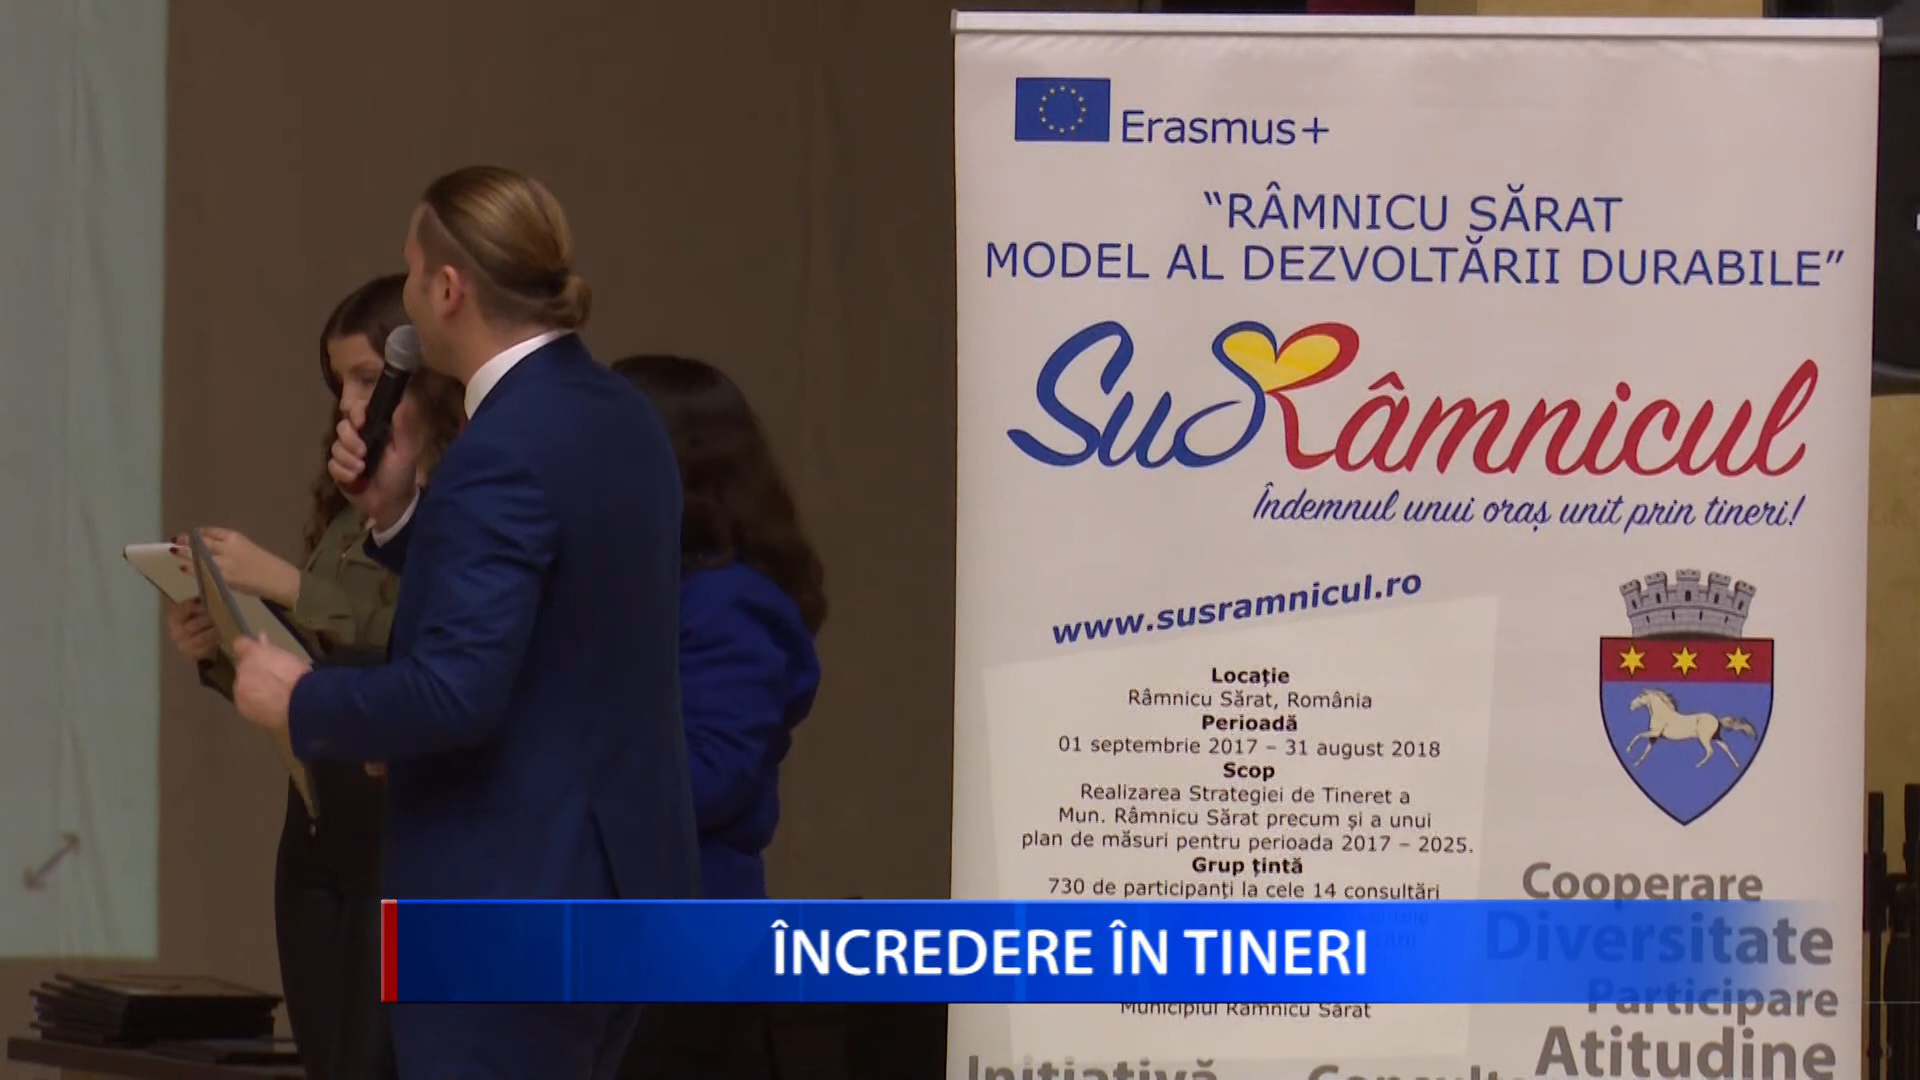 Erasmus+
“RÂMNICU SĂRAT
MODEL AL DEZVOLTĂRII DURABILE”
SuSRâmnicul
Îndemnul unui oraș unit prin tineri!
www.susramnicul.ro
Locație
Râmnicu Sărat, România
Perioadă
01 septembrie 2017 – 31 august 2018
Scop
Realizarea Strategiei de Tineret a
Mun. Râmnicu Sărat precum și a unui
plan de măsuri pentru perioada 2017 – 2025.
Grup țintă
730 de participanți la cele 14 consultări
Municipiul Râmnicu Sărat
Cooperare
Diversitate
Participare
Atitudine
Inițiativă
ÎNCREDERE ÎN TINERI